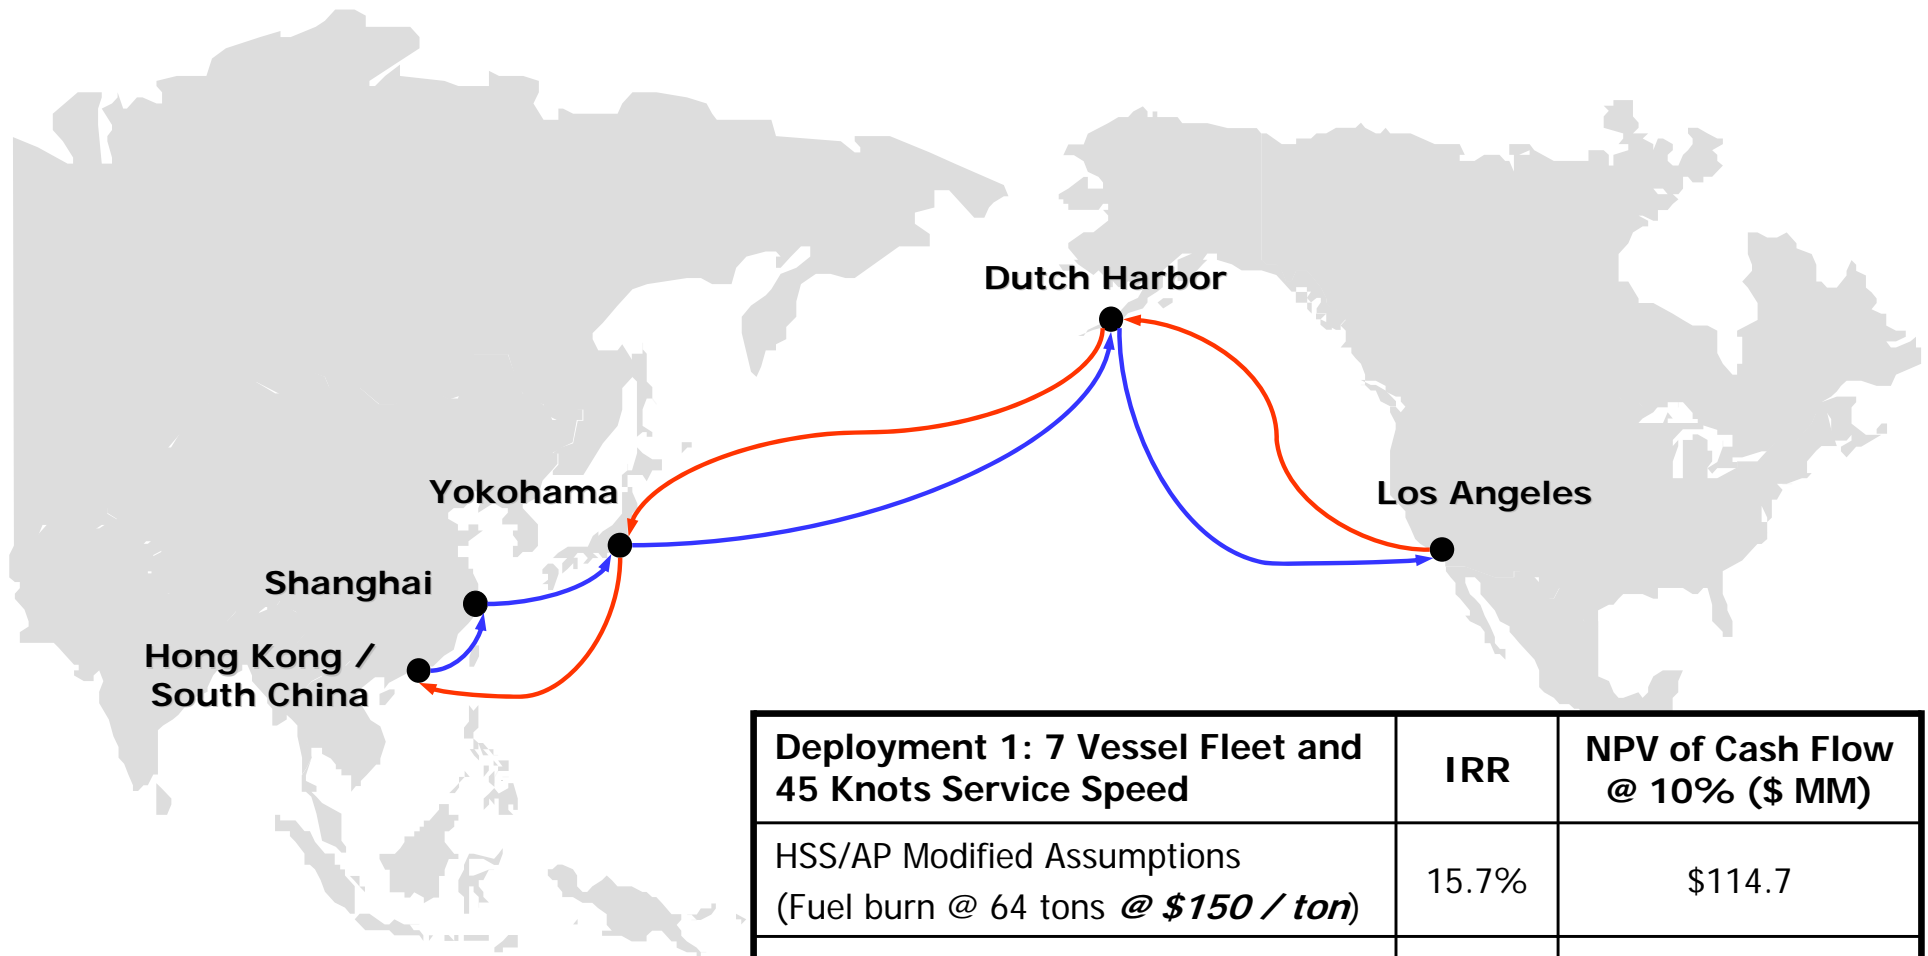 Dutch Harbor
Yokohama
Los Angeles
Shanghai
Hong Kong /
South China
Deployment 1: 7 Vessel Fleet and
45 Knots Service Speed
IRR
NPV of Cash Flow
@ 10% ($ MM)
HSS/AP Modified Assumptions
(Fuel burn @ 64 tons @ $150 / ton)
15.7%
$114.7